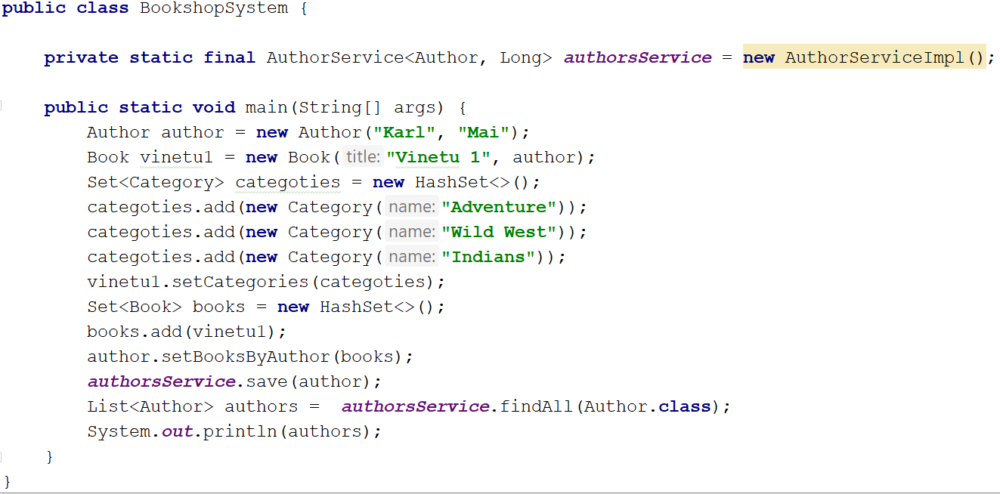 public class BookshopSystem {
private static final AuthorService<Author, Long> authorsService = new AuthorServiceImpl();
public static void main(String[] args) {
Author author = new Author("Karl", "Mai");
Book vinetu1 = new Book( title: "Vinetu 1", author);
Set<Category> categoties = new HashSet<>();
categoties.add(new Category( name: "Adventure"));
categoties.add(new Category( name: "Wild West"));
categoties.add(new Category( name: "Indians"));
vinetu1.setCategories(categoties);
Set<Book> books = new HashSet<>();
books.add(vinetu1);
author.setBooksByAuthor(books);
authorsService.save(author);
List<Author> authors =  authorsService.findAll(Author.class);
System.out.println(authors);
}
}